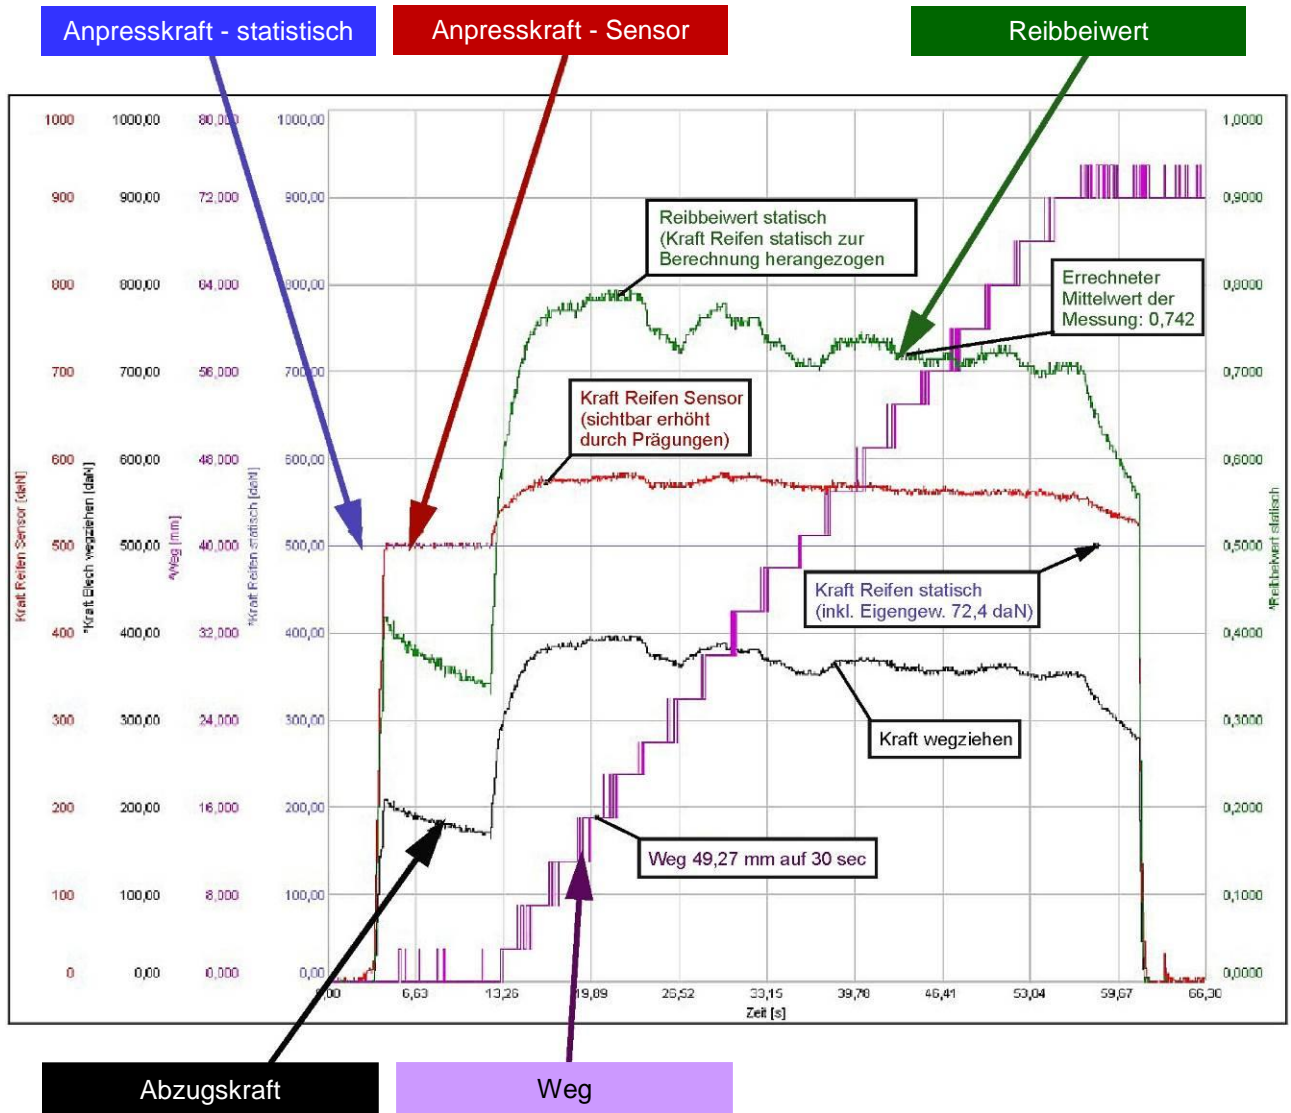 Anpresskraft - statistisch
Anpresskraft - Sensor
Reibbeiwert
1000 1000,00 80,000 1000,00 1,0000
900 900,00 72,000 900,00 0,9000
800 800,00 64,000 800,00 0,8000
700 700,00 56,000 700,00 0,7000
600 600,00 48,000 600,00 0,6000
500 500,00 40,000 500,00 0,5000
400 400,00 32,000 400,00 0,4000
300 300,00 24,000 300,00 0,3000
200 200,00 16,000 200,00 0,2000
100 100,00 8,000 100,00 0,1000
0 0,00 0,000 0,00 0,0000
Kraft Reifen Sensor [daN]
*Kraft Blech wegziehen [daN]
*Weg [mm]
*Kraft Reifen statisch [daN]
*Reibbeiwert statisch
Reibbeiwert statisch
(Kraft Reifen statisch zur
Berechnung herangezogen
Errechneter
Mittelwert der
Messung: 0,742
Kraft Reifen Sensor
(sichtbar erhöht
durch Prägungen)
Kraft Reifen statisch
(inkl. Eigengew. 72,4 daN)
Kraft wegziehen
Weg 49,27 mm auf 30 sec
0,00 6,63 13,26 19,89 26,52 33,15 39,78 46,41 53,04 59,67 66,30
Zeit [s]
Abzugskraft
Weg